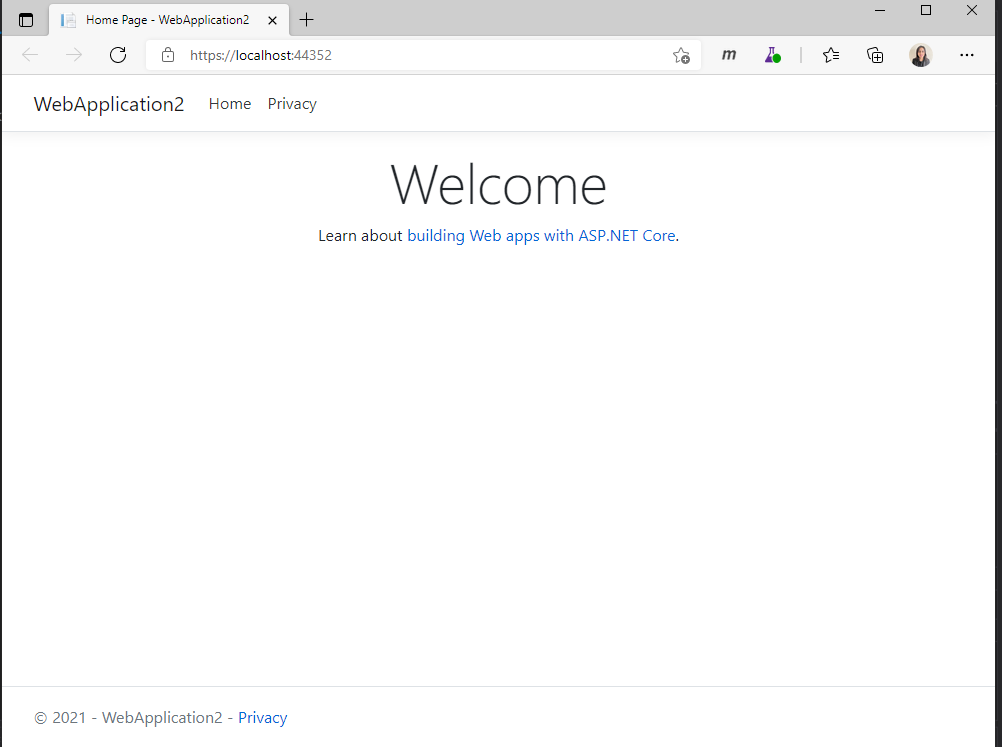 Home Page - WebApplication2
https://localhost:44352
m
WebApplication2 Home Privacy
Welcome
Learn about building Web apps with ASP.NET Core.
© 2021 - WebApplication2 - Privacy